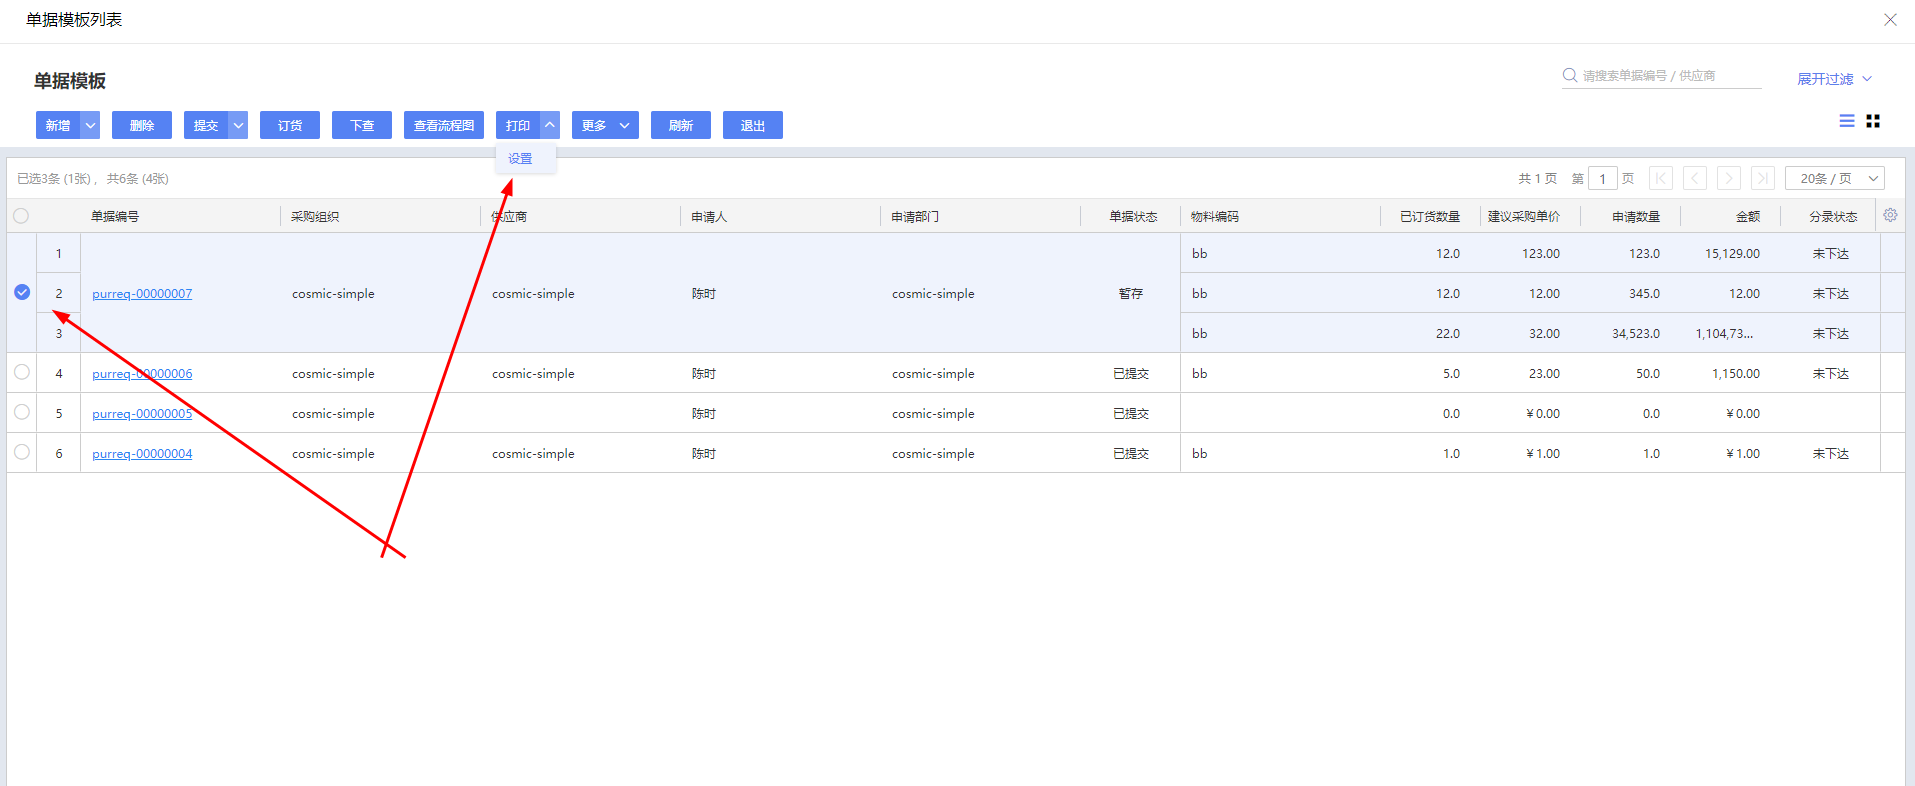 单据模板列表
单据模板
请搜索单据编号 / 供应商
展开过滤
新增 删除 提交 订货 下查 查看流程图 打印 更多 刷新 退出
设置
已选3条 (1张) ， 共6条 (4张)
共 1 页 第 1 页 20条 / 页
单据编号 采购组织 供应商 申请人 申请部门 单据状态 物料编码 已订货数量 建议采购单价 申请数量 金额 分录状态
1 bb 12.0 123.00 123.0 15,129.00 未下达
2 purreq-00000007 cosmic-simple cosmic-simple 陈时 cosmic-simple 暂存 bb 12.0 12.00 345.0 12.00 未下达
3 bb 22.0 32.00 34,523.0 1,104,73... 未下达
4 purreq-00000006 cosmic-simple cosmic-simple 陈时 cosmic-simple 已提交 bb 5.0 23.00 50.0 1,150.00 未下达
5 purreq-00000005 cosmic-simple 陈时 cosmic-simple 已提交 0.0 ¥0.00 0.0 ¥0.00
6 purreq-00000004 cosmic-simple cosmic-simple 陈时 cosmic-simple 已提交 bb 1.0 ¥1.00 1.0 ¥1.00 未下达